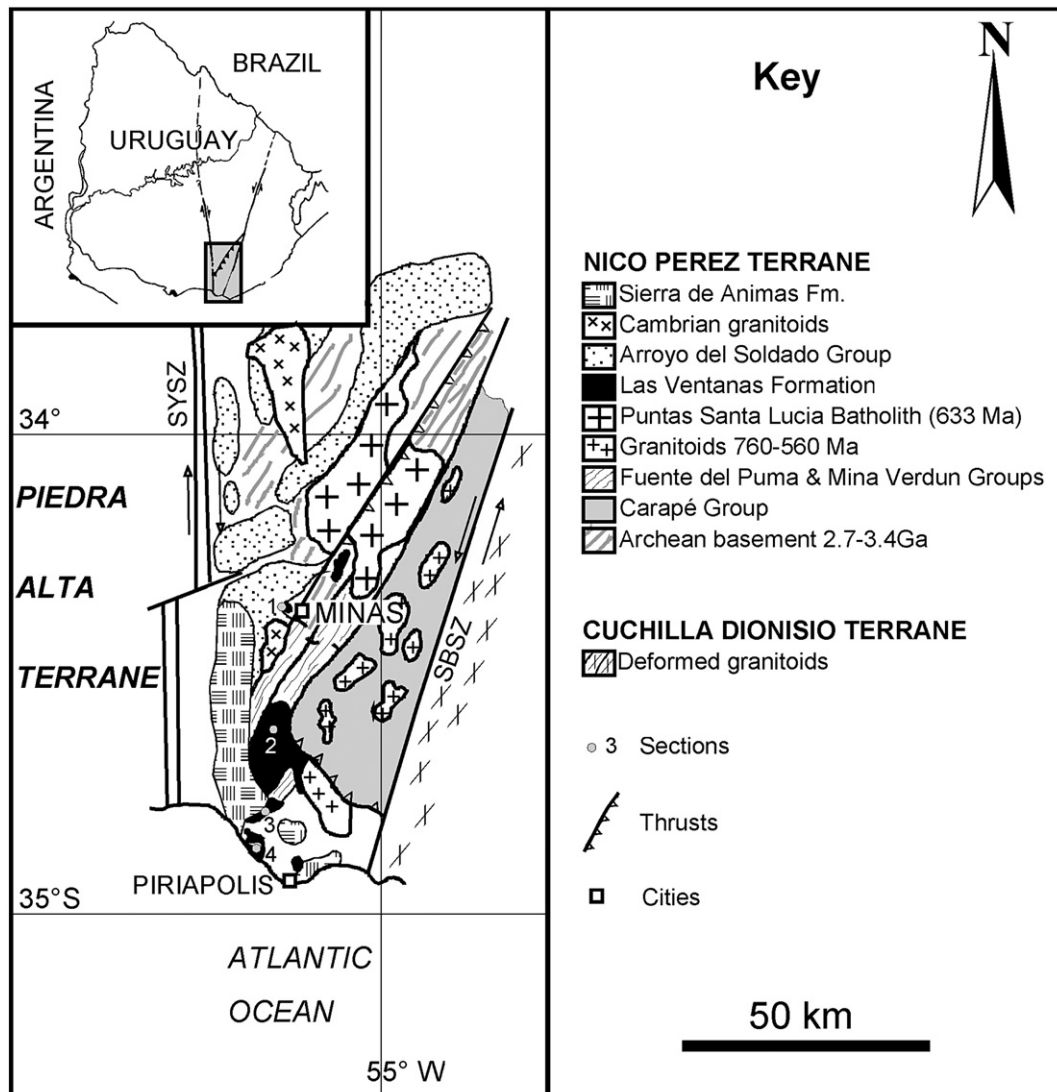 BRAZIL
ARGENTINA
URUGUAY
SYSZ
34°
PIEDRA
ALTA
TERRANE
1
MINAS
SBSZ
2
3
4
PIRIAPOLIS
35°S
ATLANTIC
OCEAN
55° W
Key
N
NICO PEREZ TERRANE
Sierra de Animas Fm.
Cambrian granitoids
Arroyo del Soldado Group
Las Ventanas Formation
Puntas Santa Lucia Batholith (633 Ma)
Granitoids 760-560 Ma
Fuente del Puma & Mina Verdun Groups
Carapé Group
Archean basement 2.7-3.4Ga
CUCHILLA DIONISIO TERRANE
Deformed granitoids
3 Sections
Thrusts
Cities
50 km